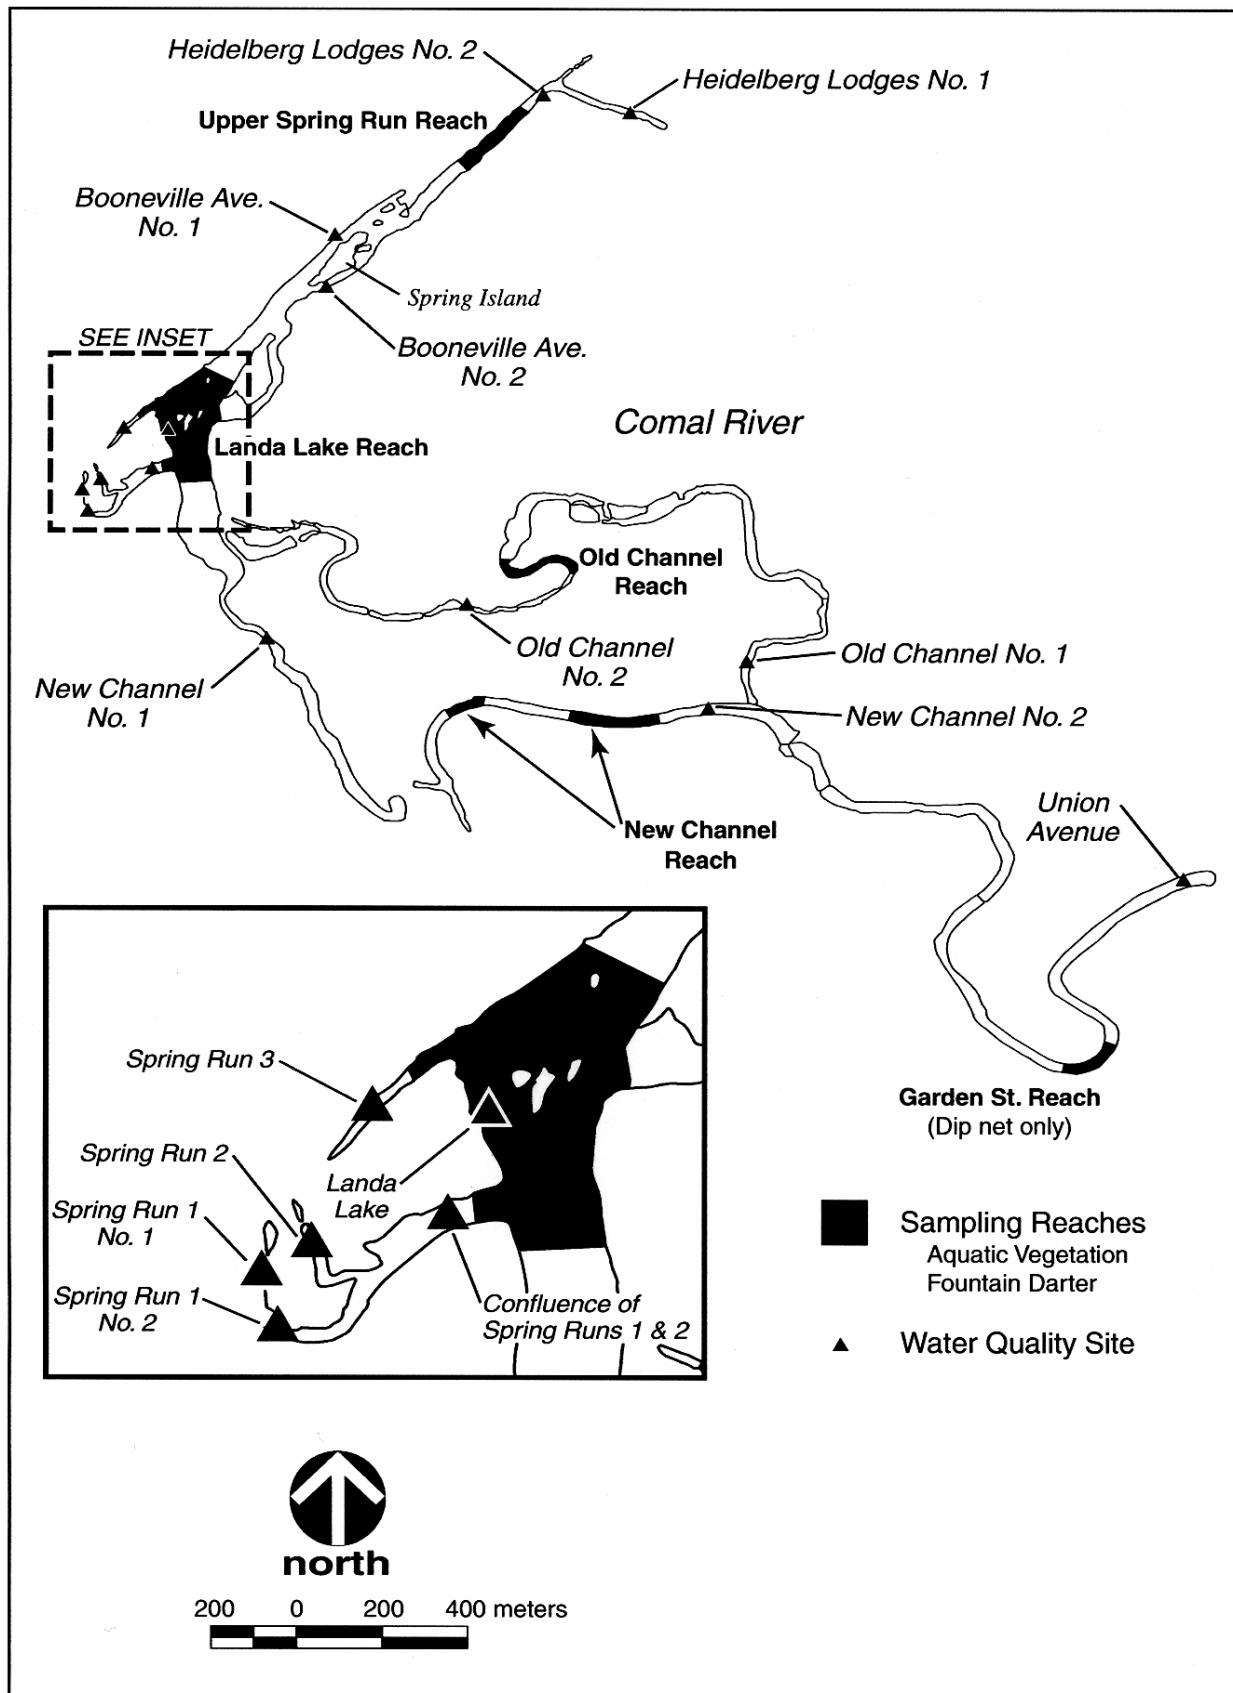 Heidelberg Lodges No. 2
Heidelberg Lodges No. 1
Upper Spring Run Reach
Booneville Ave.
No. 1
Spring Island
SEE INSET
Booneville Ave.
No. 2
Comal River
Landa Lake Reach
Old Channel
Reach
Old Channel
No. 2
Old Channel No. 1
New Channel
No. 1
New Channel No. 2
Union
Avenue
New Channel
Reach
Spring Run 3
Spring Run 2
Landa
Lake
Spring Run 1
No. 1
Spring Run 1
No. 2
Confluence of
Spring Runs 1 & 2
Garden St. Reach
(Dip net only)
Sampling Reaches
Aquatic Vegetation
Fountain Darter
Water Quality Site
north
200 0 200 400 meters